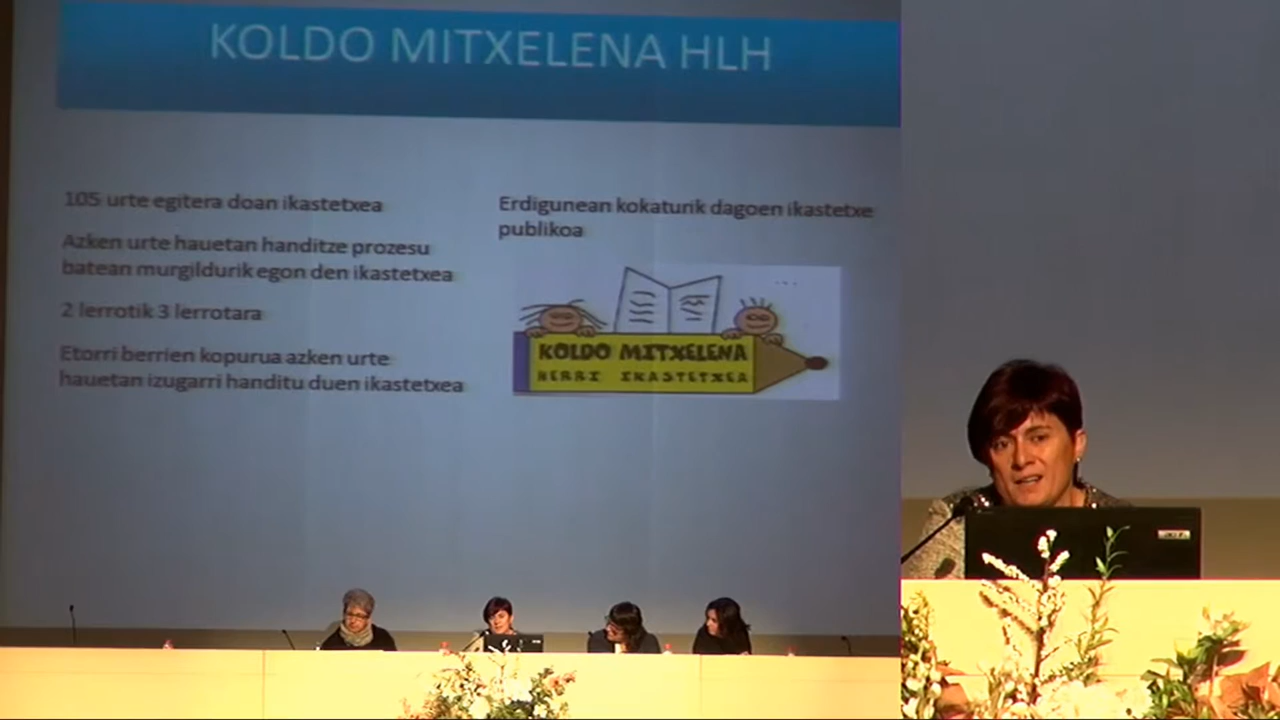 KOLDO MITXELENA HLH
105 urte egitera doan ikastetxea
Azken urte hauetan handitze prozesu
batean murgildurik egon den ikastetxea
2 lerrotik 3 lerrotara
Etorri berrien kopurua azken urte
hauetan izugarri handitu duen ikastetxea
Erdigunean kokaturik dagoen ikastetxe
publikoa
KOLDO MITXELENA
HERRI IKASTETXEA